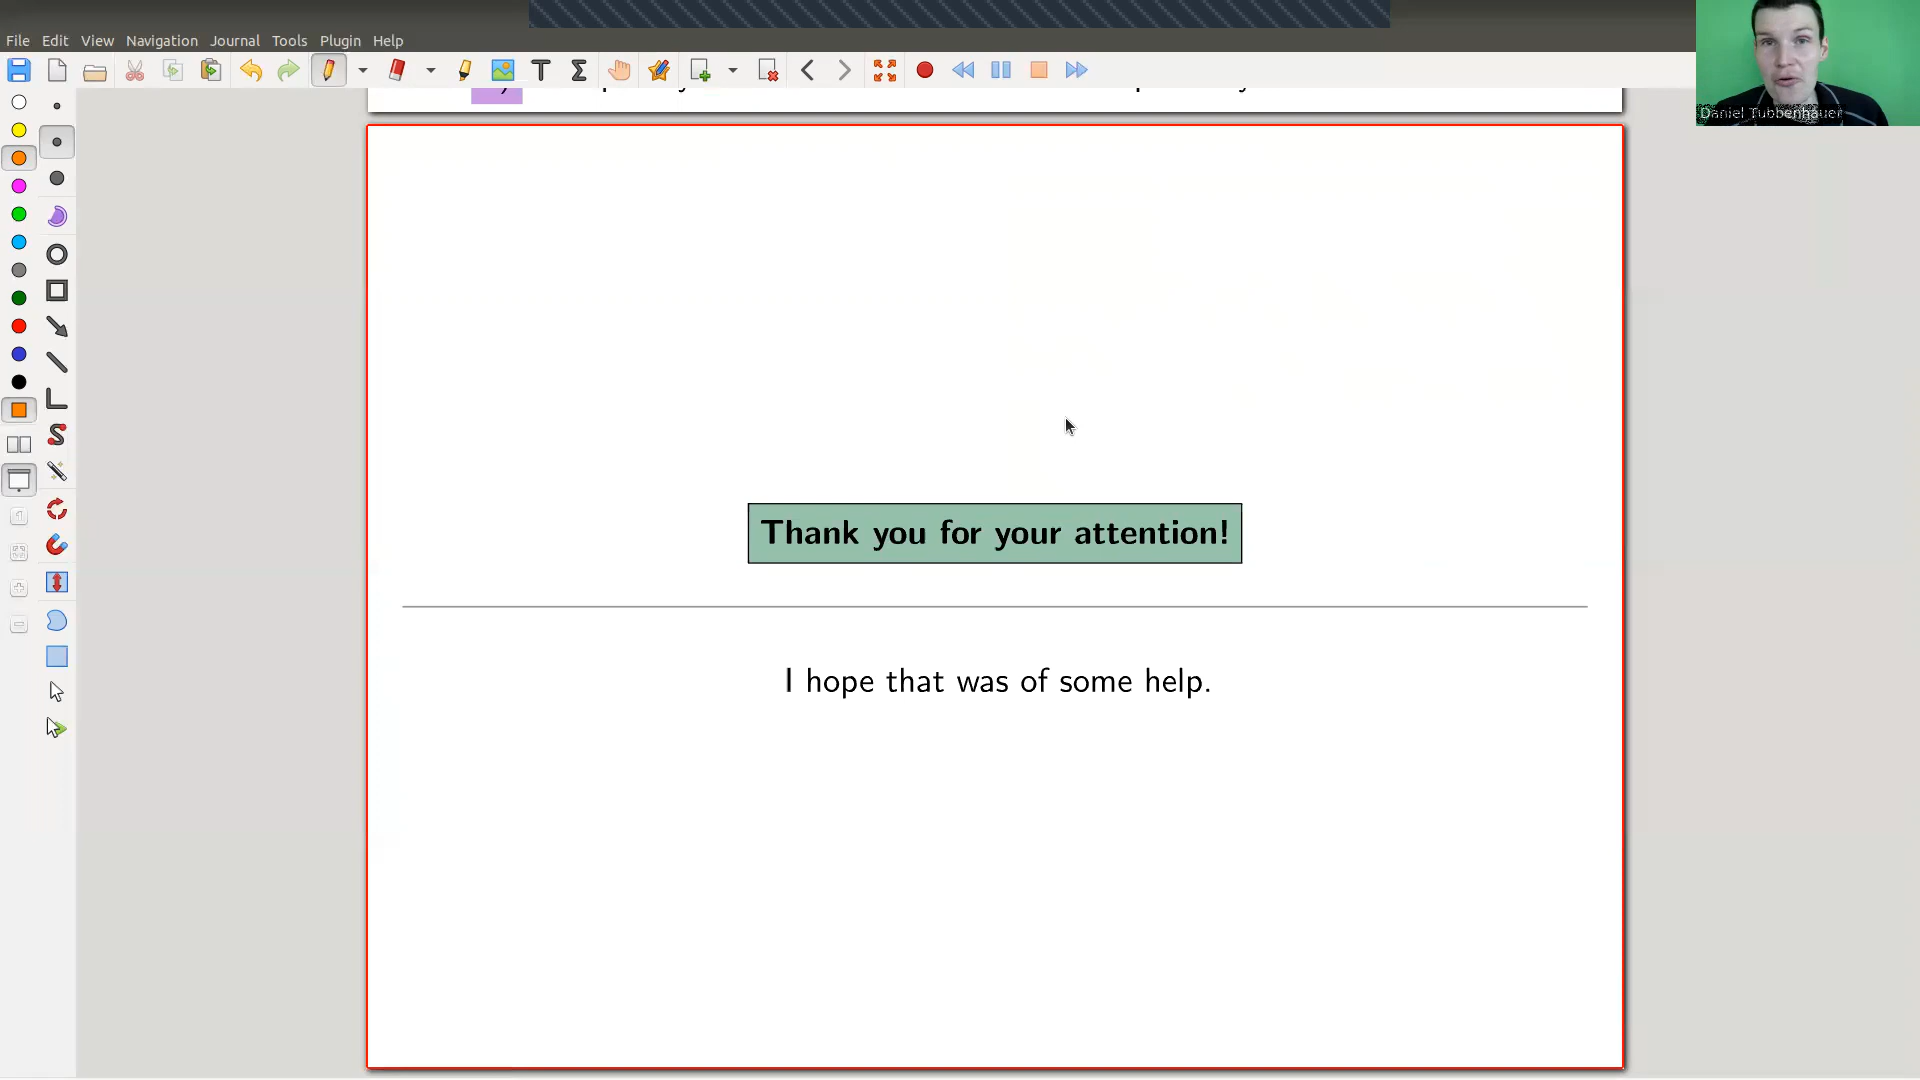 File Edit View Navigation Journal Tools Plugin Help
Daniel Tubbenhauer
Thank you for your attention!
I hope that was of some help.